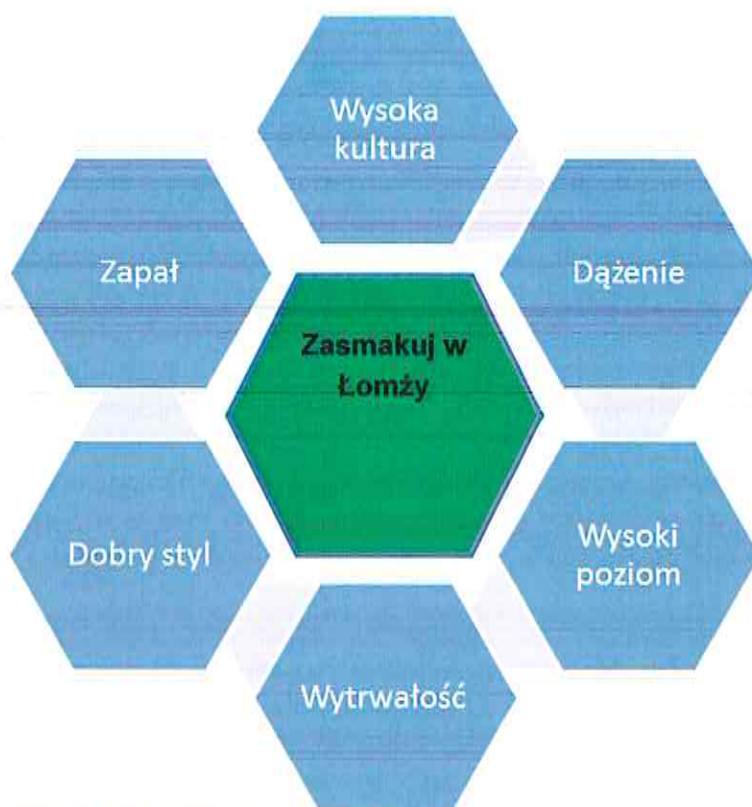 Wysoka
kultura
Zapał
Dążenie
Zasmakuj w
Łomży
Dobry styl
Wysoki
poziom
Wytrwałość